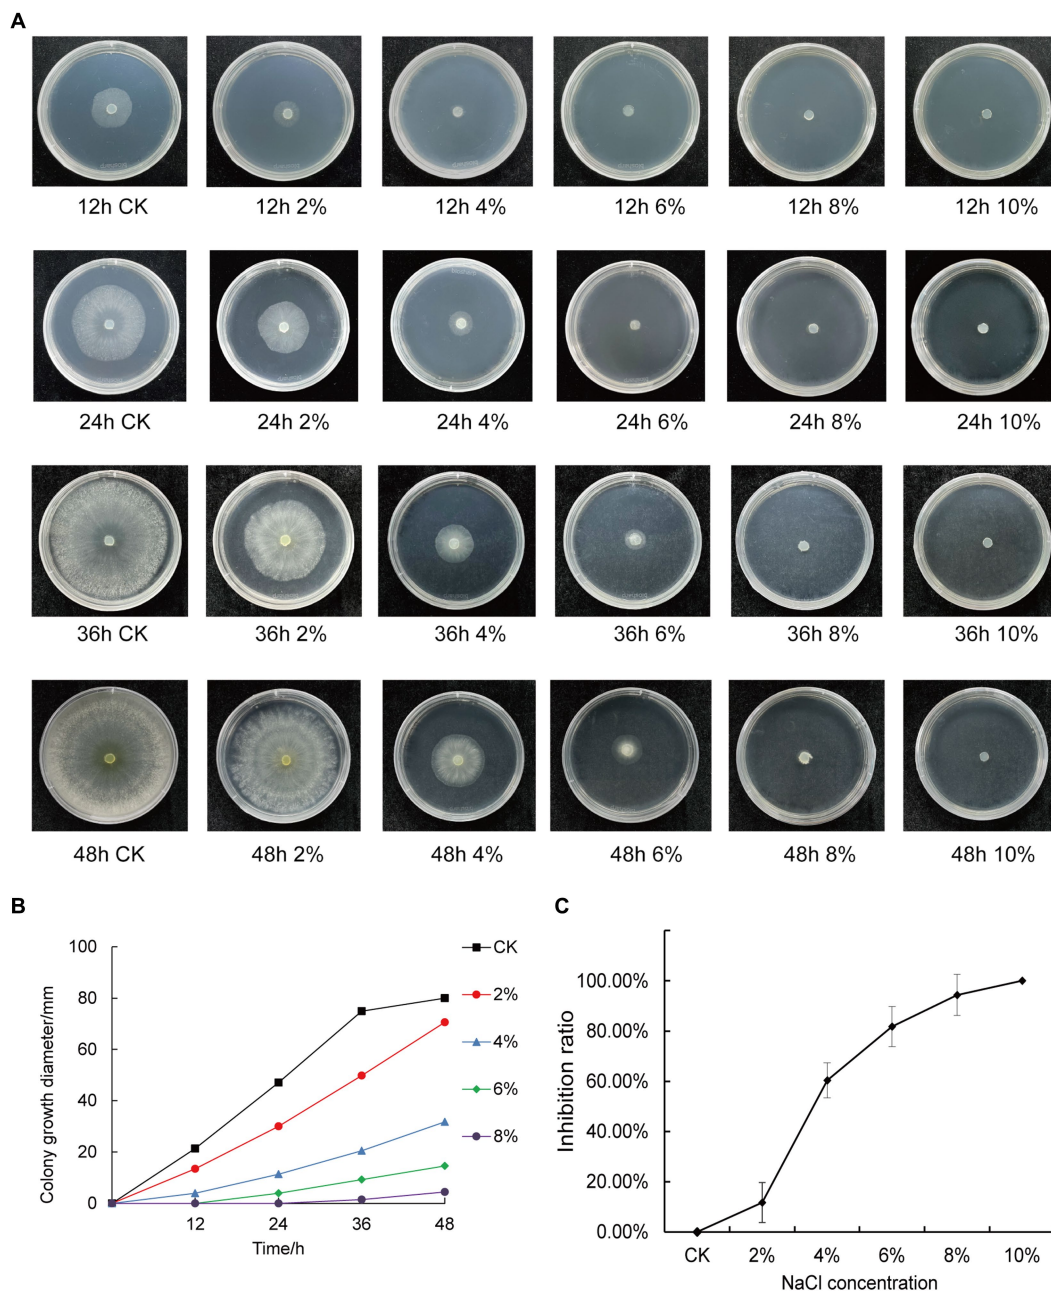 A
12h CK 12h 2% 12h 4% 12h 6% 12h 8% 12h 10%
24h CK 24h 2% 24h 4% 24h 6% 24h 8% 24h 10%
36h CK 36h 2% 36h 4% 36h 6% 36h 8% 36h 10%
48h CK 48h 2% 48h 4% 48h 6% 48h 8% 48h 10%
B
Colony growth diameter/mm
100
80
60
40
20
0
12 24 36 48
Time/h
CK
2%
4%
6%
8%
C
Inhibition ratio
100.00%
80.00%
60.00%
40.00%
20.00%
0.00%
CK 2% 4% 6% 8% 10%
NaCl concentration